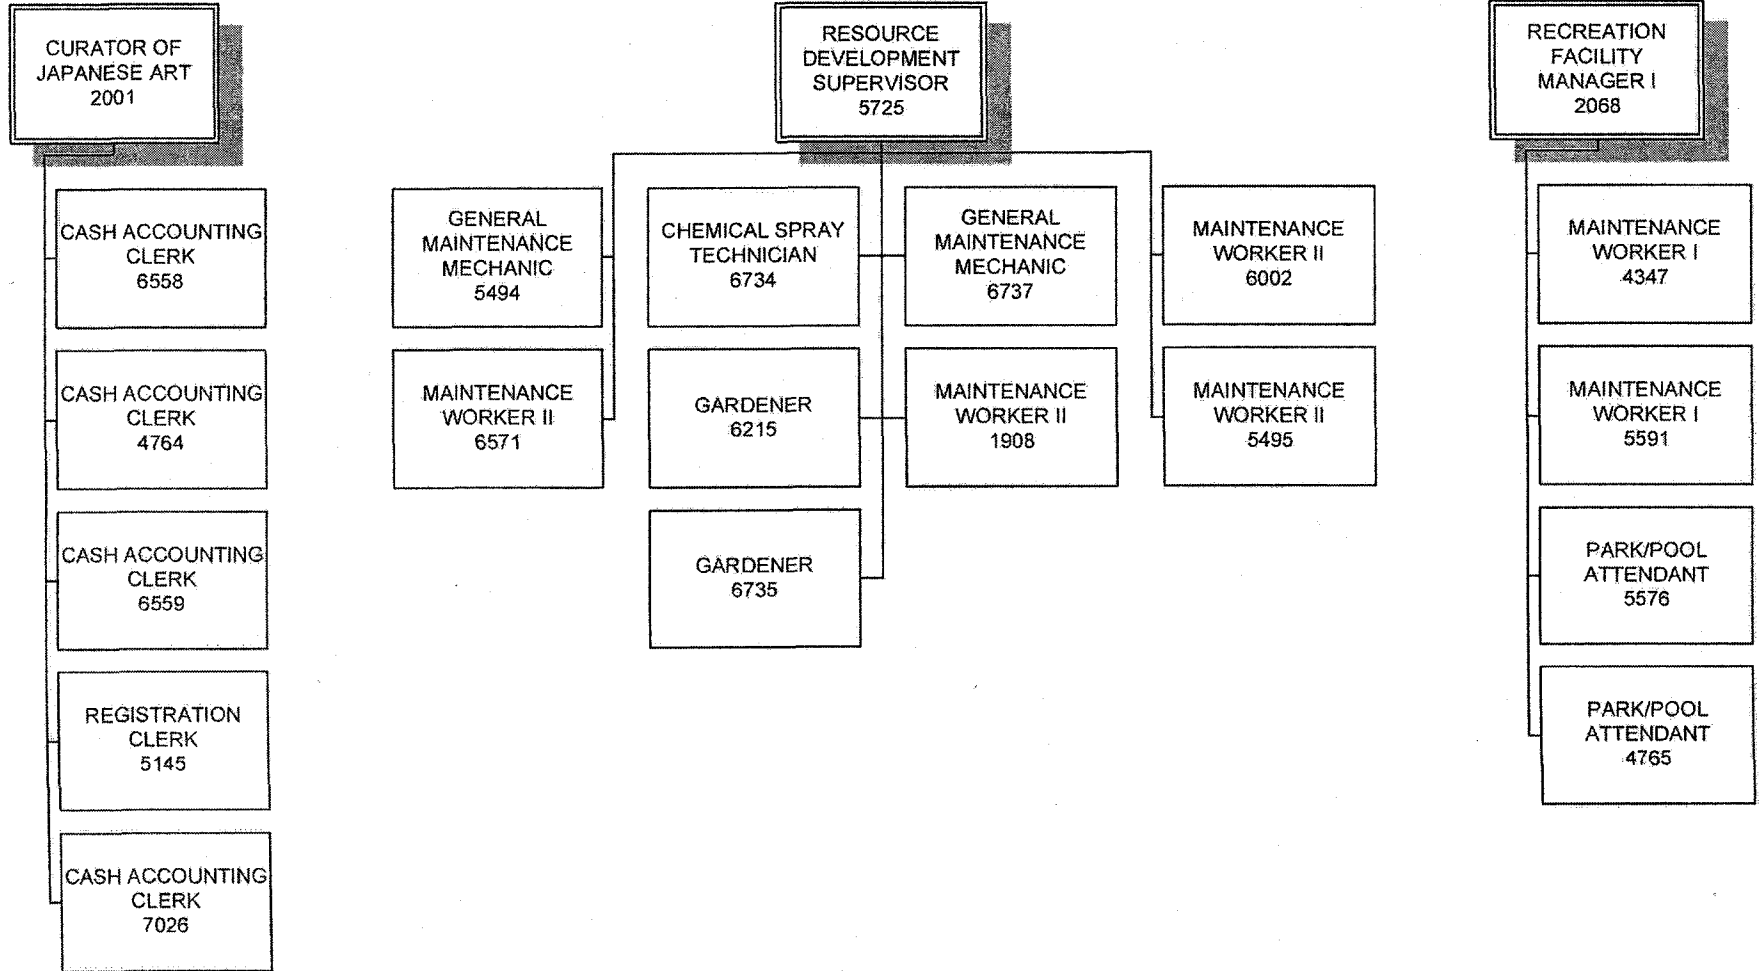 CURATOR OF
JAPANESE ART
2001
CASH ACCOUNTING
CLERK
6558
CASH ACCOUNTING
CLERK
4764
CASH ACCOUNTING
CLERK
6559
REGISTRATION
CLERK
5145
CASH ACCOUNTING
CLERK
7026
RESOURCE
DEVELOPMENT
SUPERVISOR
5725
GENERAL
MAINTENANCE
MECHANIC
5494
MAINTENANCE
WORKER II
6571
CHEMICAL SPRAY
TECHNICIAN
6734
GARDENER
6215
GARDENER
6735
GENERAL
MAINTENANCE
MECHANIC
6737
MAINTENANCE
WORKER II
1908
MAINTENANCE
WORKER II
6002
MAINTENANCE
WORKER II
5495
RECREATION
FACILITY
MANAGER I
2068
MAINTENANCE
WORKER I
4347
MAINTENANCE
WORKER I
5591
PARK/POOL
ATTENDANT
5576
PARK/POOL
ATTENDANT
4765